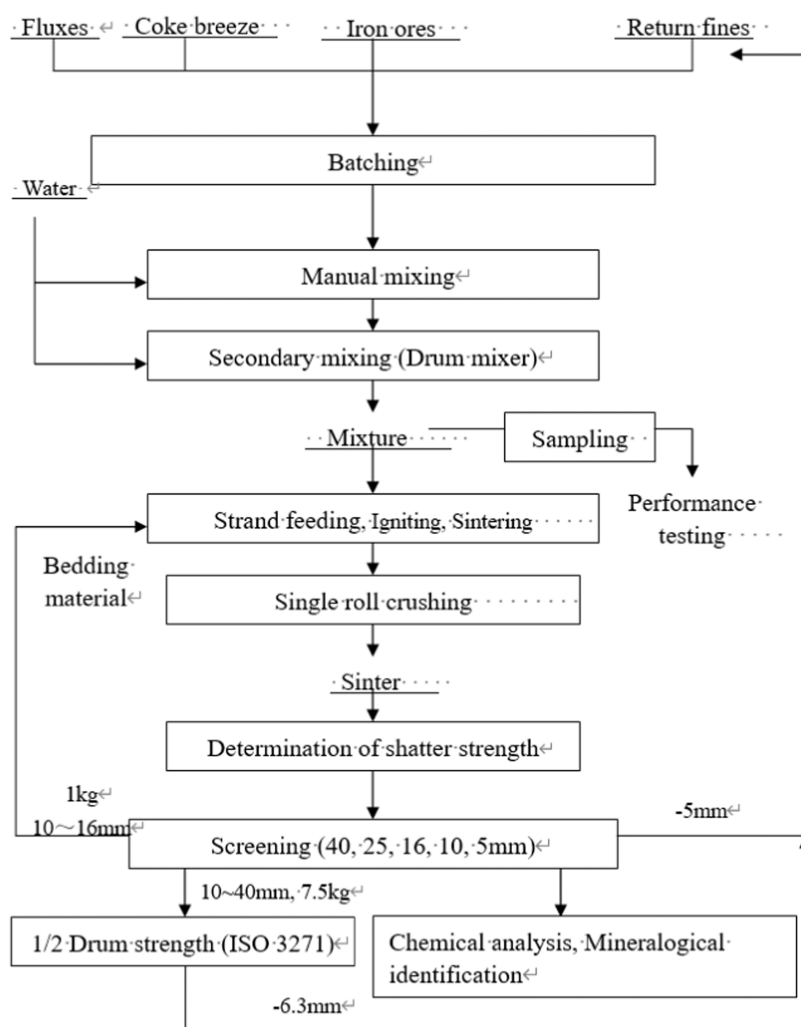 Fluxes Coke breeze Iron ores Return fines
Batching
Water
Manual mixing
Secondary mixing (Drum mixer)
Mixture Sampling
Performance
testing
Strand feeding, Igniting, Sintering
Bedding
material
Single roll crushing
Sinter
Determination of shatter strength
1kg
10~16mm
-5mm
Screening (40, 25, 16, 10, 5mm)
10~40mm, 7.5kg
1/2 Drum strength (ISO 3271)
Chemical analysis, Mineralogical
identification
-6.3mm